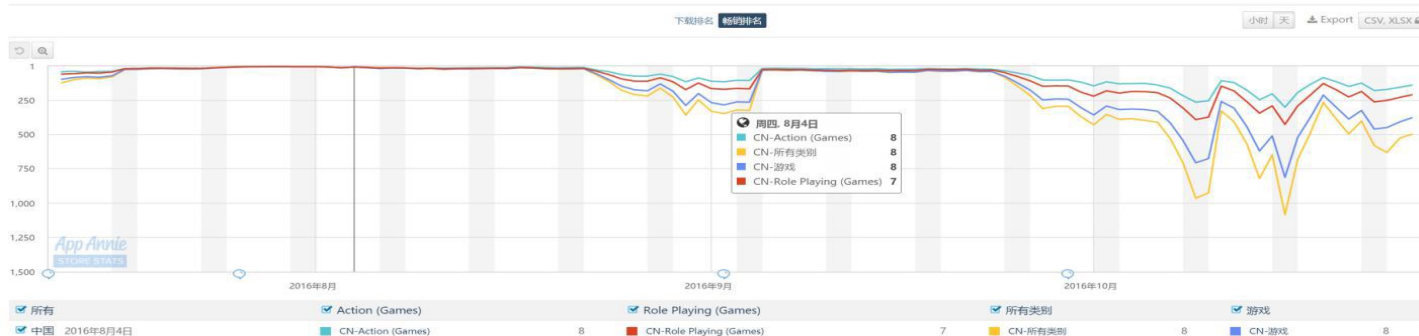 下载排名 畅销排名
小时 天 Export CSV, XLSX
1
250
500
750
1,000
1,250
1,500
周四, 8月4日
CN-Action (Games) 8
CN-所有类别 8
CN-游戏 8
CN-Role Playing (Games) 7
App Annie
STORE STATS
2016年8月 2016年9月 2016年10月
所有 Action (Games) Role Playing (Games) 所有类别 游戏
中国 2016年8月4日 CN-Action (Games) 8 CN-Role Playing (Games) 7 CN-所有类别 8 CN-游戏 8